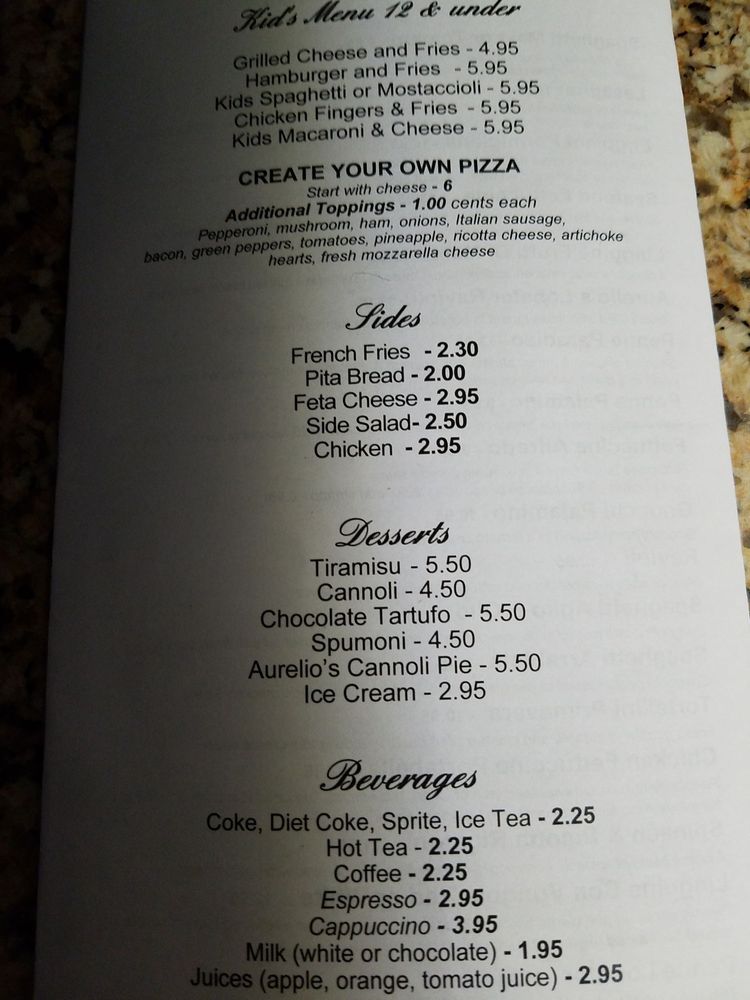 Kid's Menu 12 & under
Grilled Cheese and Fries - 4.95
Hamburger and Fries - 5.95
Kids Spaghetti or Mostaccioli - 5.95
Chicken Fingers & Fries - 5.95
Kids Macaroni & Cheese - 5.95
CREATE YOUR OWN PIZZA
Start with cheese - 6
Additional Toppings - 1.00 cents each
Pepperoni, mushroom, ham, onions, Italian sausage,
bacon, green peppers, tomatoes, pineapple, ricotta cheese, artichoke
hearts, fresh mozzarella cheese
Sides
French Fries - 2.30
Pita Bread - 2.00
Feta Cheese - 2.95
Side Salad- 2.50
Chicken - 2.95
Desserts
Tiramisu - 5.50
Cannoli - 4.50
Chocolate Tartufo - 5.50
Spumoni - 4.50
Aurelio's Cannoli Pie - 5.50
Ice Cream - 2.95
Beverages
Coke, Diet Coke, Sprite, Ice Tea - 2.25
Hot Tea - 2.25
Coffee - 2.25
Espresso - 2.95
Cappuccino - 3.95
Milk (white or chocolate) - 1.95
Juices (apple, orange, tomato juice) - 2.95